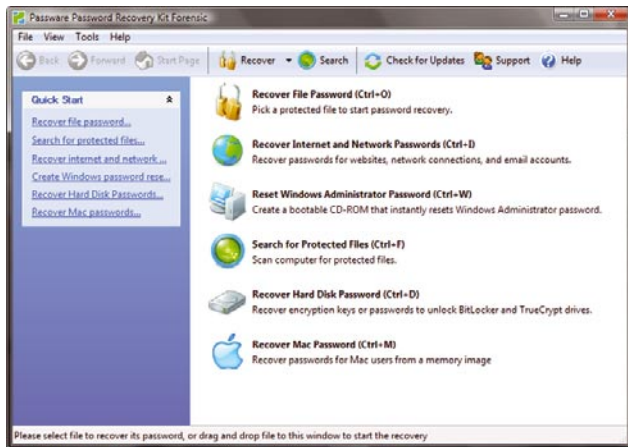 Passware Password Recovery Kit Forensic
File View Tools Help
Back Forward Start Page Recover Search Check for Updates Support Help
Quick Start
Recover file password...
Search for protected files...
Recover internet and network ...
Create Windows password rese...
Recover Hard Disk Passwords...
Recover Mac passwords...
Recover File Password (Ctrl+O)
Pick a protected file to start password recovery.
Recover Internet and Network Passwords (Ctrl+I)
Recover passwords for websites, network connections, and email accounts.
Reset Windows Administrator Password (Ctrl+W)
Create a bootable CD-ROM that instantly resets Windows Administrator password.
Search for Protected Files (Ctrl+F)
Scan computer for protected files.
Recover Hard Disk Password (Ctrl+D)
Recover encryption keys or passwords to unlock BitLocker and TrueCrypt drives.
Recover Mac Password (Ctrl+M)
Recover passwords for Mac users from a memory image
Please select file to recover its password, or drag and drop file to this window to start the recovery